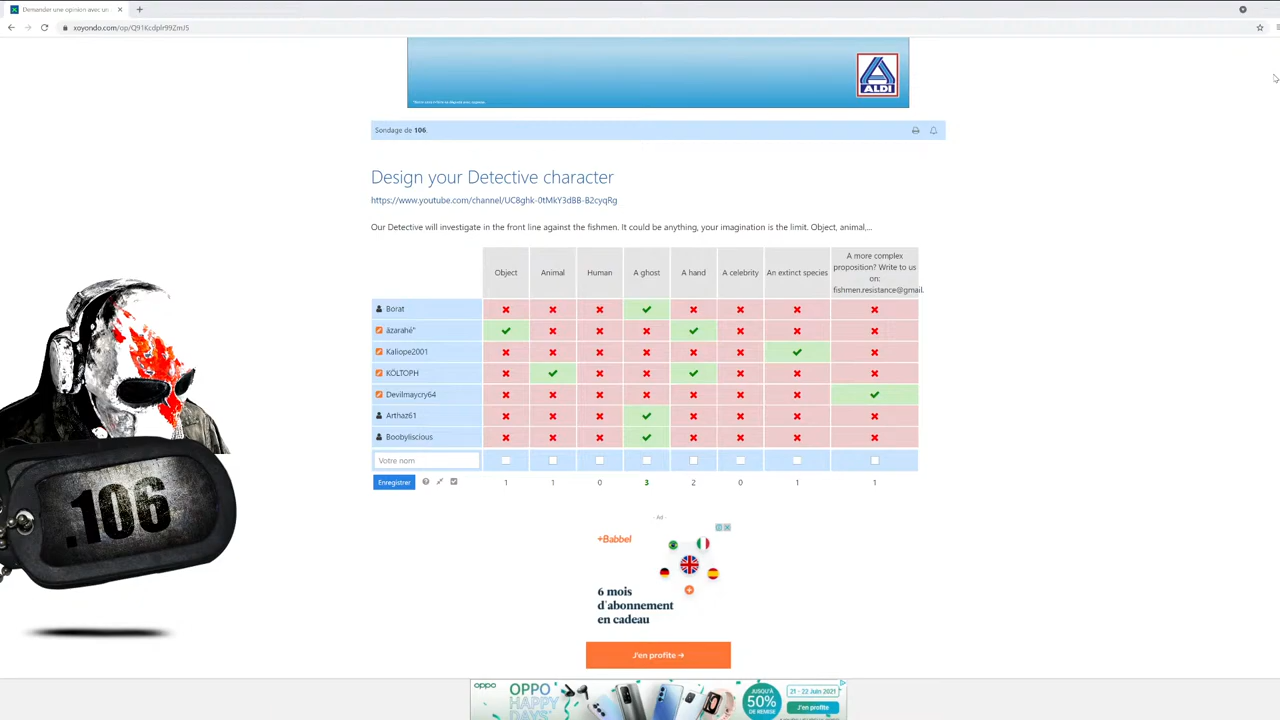 Demander une opinion avec un
xoyondo.com/op/Q91Kcdplr99ZmJ5
ALDI
Sondage de 106.
Design your Detective character
https://www.youtube.com/channel/UC8ghk-0tMkY3dBB-B2cyqRg
Our Detective will investigate in the front line against the fishmen. It could be anything, your imagination is the limit. Object, animal,...
Object Animal Human A ghost A hand A celebrity An extinct species
A more complex
proposition? Write to us
on:
fishmen.resistance@gmail.
Borat
äzarahé"
Kaliope2001
KÖLTOPH
Devilmaycry64
Arthaz61
Boobyliscious
Votre nom
Enregistrer 1 1 0 3 2 0 1 1
.106
- Ad -
+Babbel
6 mois
d'abonnement
en cadeau
J'en profite →
oppo
OPPO
HAPPY
DAYS
JUSQU'À
50%
DE REMISE
21 - 22 Juin 2021
J'en profite